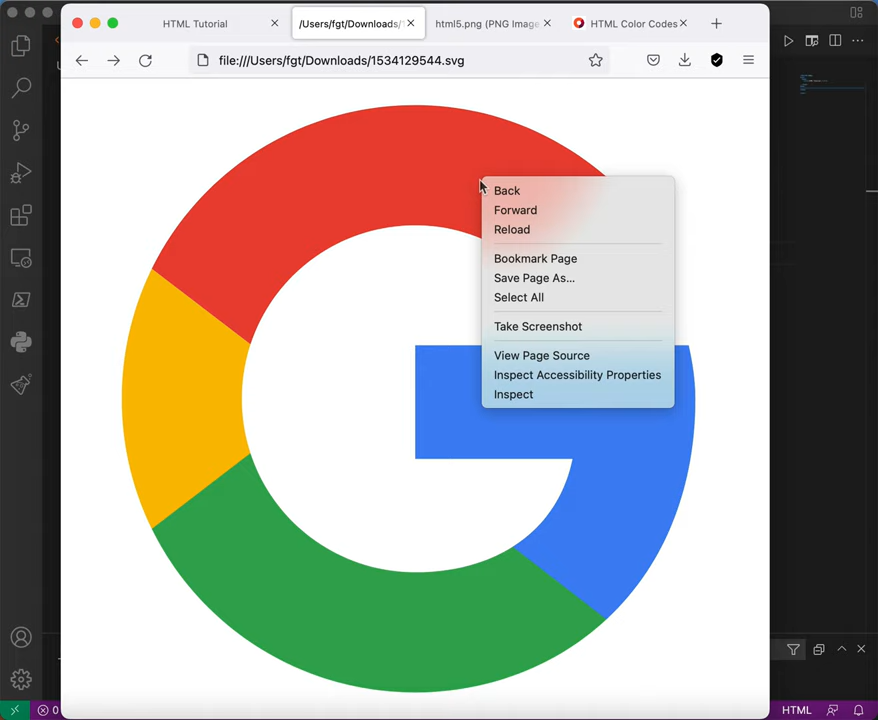 HTML Tutorial
/Users/fgt/Downloads/1
html5.png (PNG Image
HTML Color Codes
file:///Users/fgt/Downloads/1534129544.svg
Back
Forward
Reload
Bookmark Page
Save Page As...
Select All
Take Screenshot
View Page Source
Inspect Accessibility Properties
Inspect
0
HTML